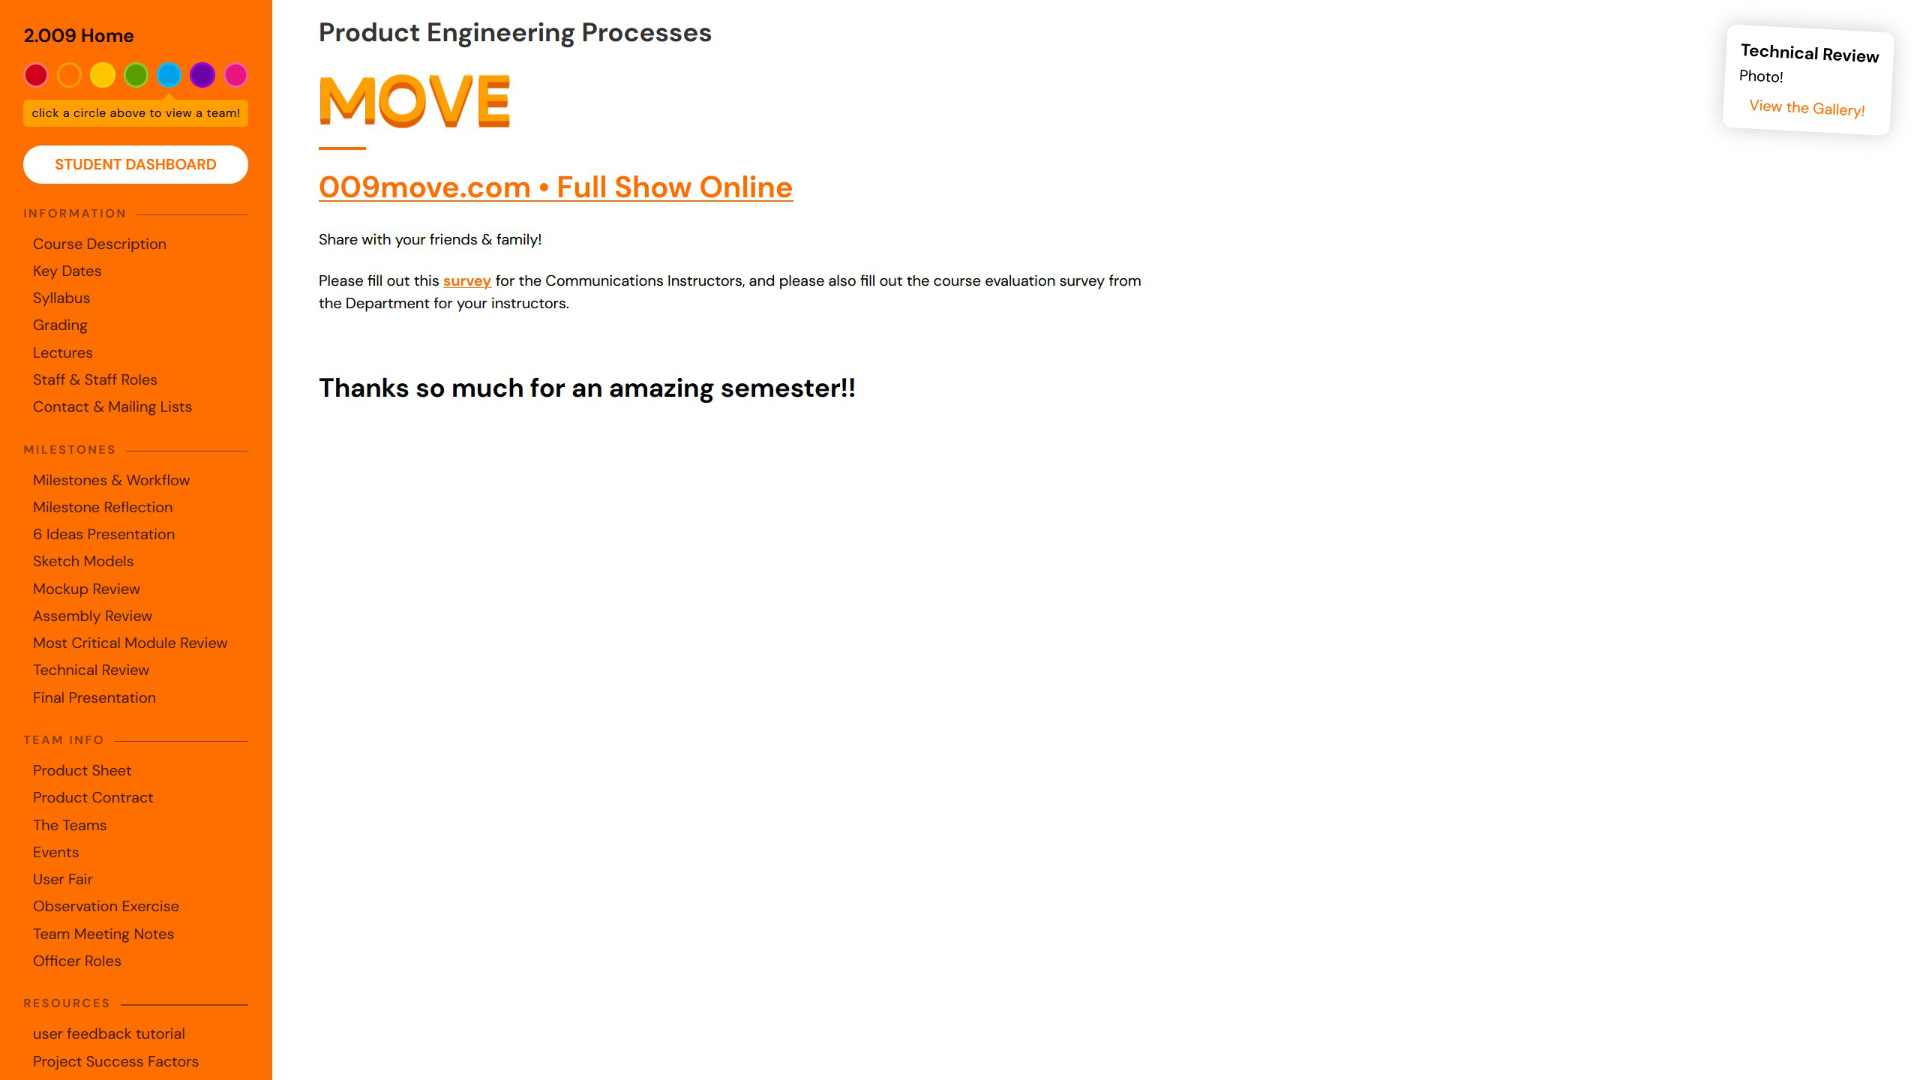 2.009 Home
click a circle above to view a team!
STUDENT DASHBOARD
INFORMATION
Course Description
Key Dates
Syllabus
Grading
Lectures
Staff & Staff Roles
Contact & Mailing Lists
MILESTONES
Milestones & Workflow
Milestone Reflection
6 Ideas Presentation
Sketch Models
Mockup Review
Assembly Review
Most Critical Module Review
Technical Review
Final Presentation
TEAM INFO
Product Sheet
Product Contract
The Teams
Events
User Fair
Observation Exercise
Team Meeting Notes
Officer Roles
RESOURCES
user feedback tutorial
Project Success Factors
Product Engineering Processes
MOVE
009move.com • Full Show Online
Share with your friends & family!
Please fill out this survey for the Communications Instructors, and please also fill out the course evaluation survey from
the Department for your instructors.
Thanks so much for an amazing semester!!
Technical Review
Photo!
View the Gallery!